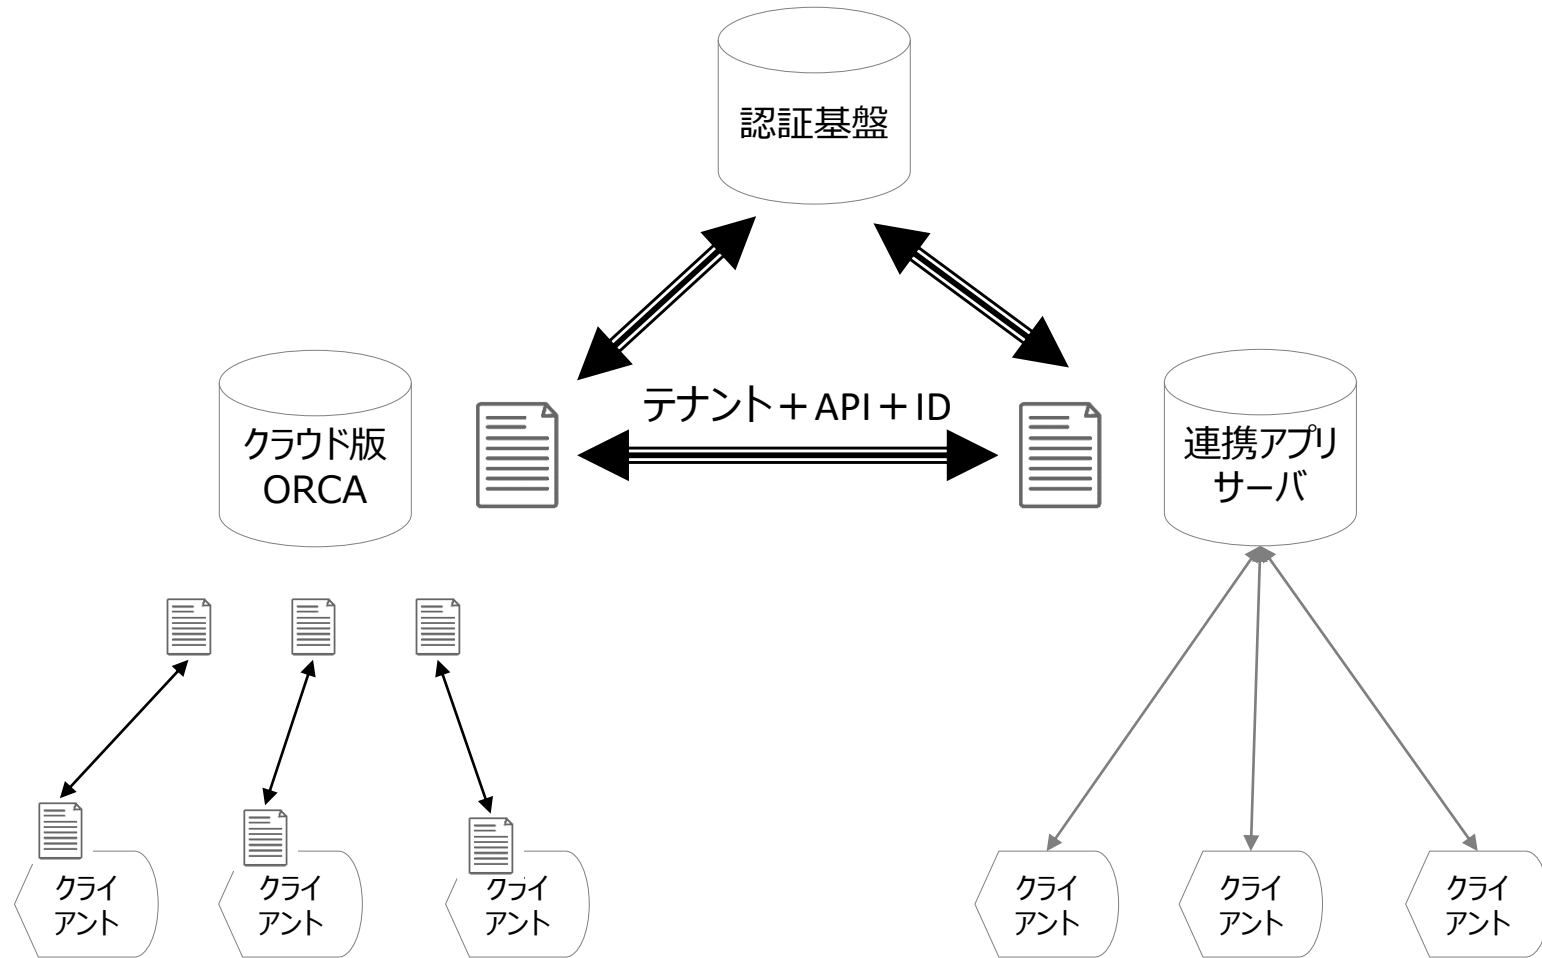 認証基盤
テナント＋API＋ID
クラウド版
ORCA
連携アプリ
サーバ
クライ
アント
クライ
アント
クライ
アント
クライ
アント
クライ
アント
クライ
アント